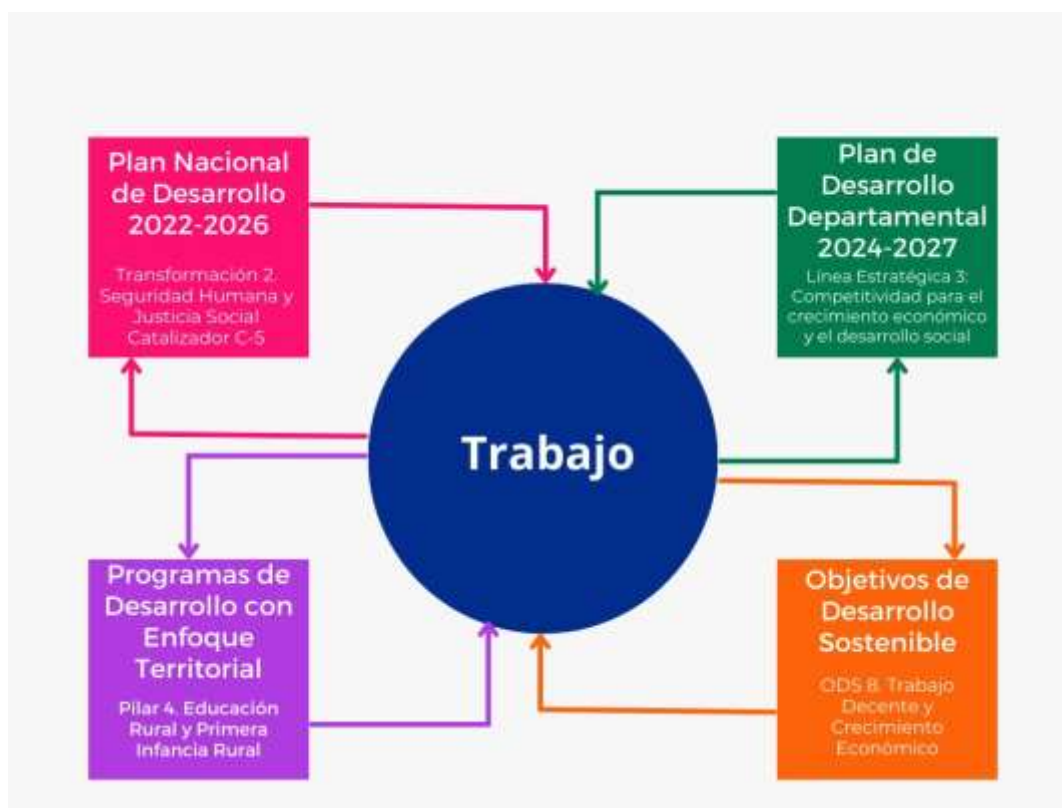 Plan Nacional
de Desarrollo
2022-2026
Transformación 2.
Seguridad Humana y
Justicia Social
Catalizador C-5
Plan de
Desarrollo
Departamental
2024-2027
Línea Estratégica 3:
Competitividad para el
crecimiento económico
y el desarrollo social
Trabajo
Programas de
Desarrollo con
Enfoque
Territorial
Pilar 4. Educación
Rural y Primera
Infancia Rural
Objetivos de
Desarrollo
Sostenible
ODS 8. Trabajo
Decente y
Crecimiento
Económico